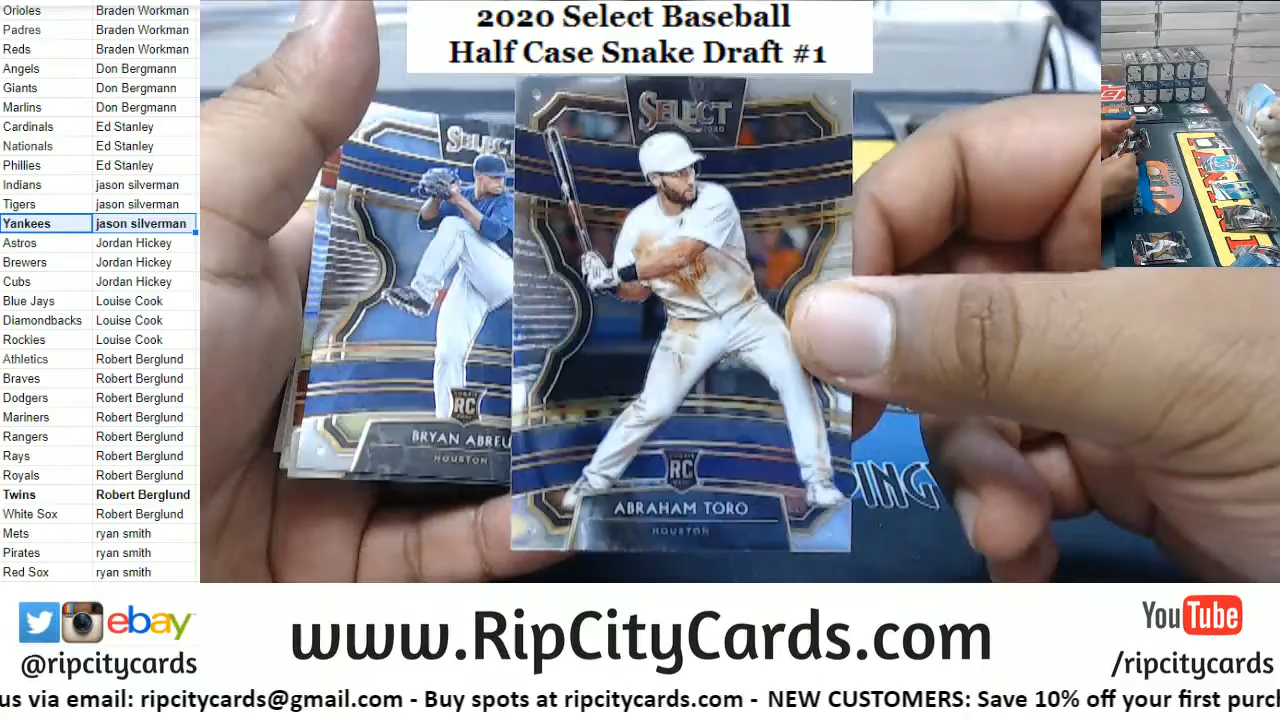 Orioles Braden Workman
Padres Braden Workman
Reds Braden Workman
Angels Don Bergmann
Giants Don Bergmann
Marlins Don Bergmann
Cardinals Ed Stanley
Nationals Ed Stanley
Phillies Ed Stanley
Indians jason silverman
Tigers jason silverman
Yankees jason silverman
Astros Jordan Hickey
Brewers Jordan Hickey
Cubs Jordan Hickey
Blue Jays Louise Cook
Diamondbacks Louise Cook
Rockies Louise Cook
Athletics Robert Berglund
Braves Robert Berglund
Dodgers Robert Berglund
Mariners Robert Berglund
Rangers Robert Berglund
Rays Robert Berglund
Royals Robert Berglund
Twins Robert Berglund
White Sox Robert Berglund
Mets ryan smith
Pirates ryan smith
Red Sox ryan smith
2020 Select Baseball
Half Case Snake Draft #1
SELECT
RC
BRYAN ABREU
HOUSTON
SELECT
2020
RC
ABRAHAM TORO
HOUSTON
ebay
@ripcitycards
www.RipCityCards.com
YouTube
/ripcitycards
us via email: ripcitycards@gmail.com - Buy spots at ripcitycards.com - NEW CUSTOMERS: Save 10% off your first purch